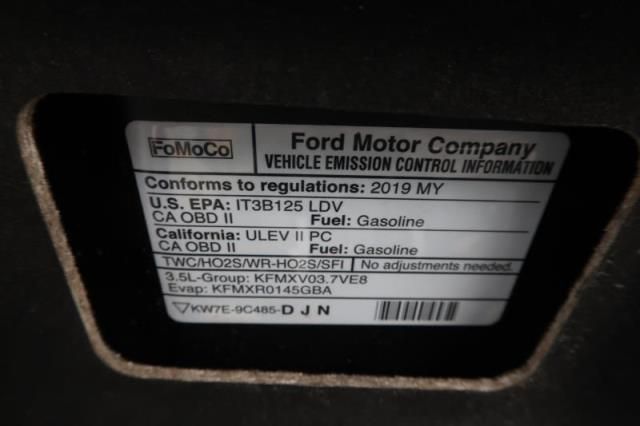 FoMoCo
Ford Motor Company
VEHICLE EMISSION CONTROL INFORMATION
Conforms to regulations: 2019 MY
U.S. EPA: IT3B125 LDV
CA OBD II Fuel: Gasoline
California: ULEV II PC
CA OBD II Fuel: Gasoline
TWC/HO2S/WR-HO2S/SFI No adjustments needed.
3.5L-Group: KFMXV03.7VE8
Evap: KFMXR0145GBA
KW7E-9C485-D J N